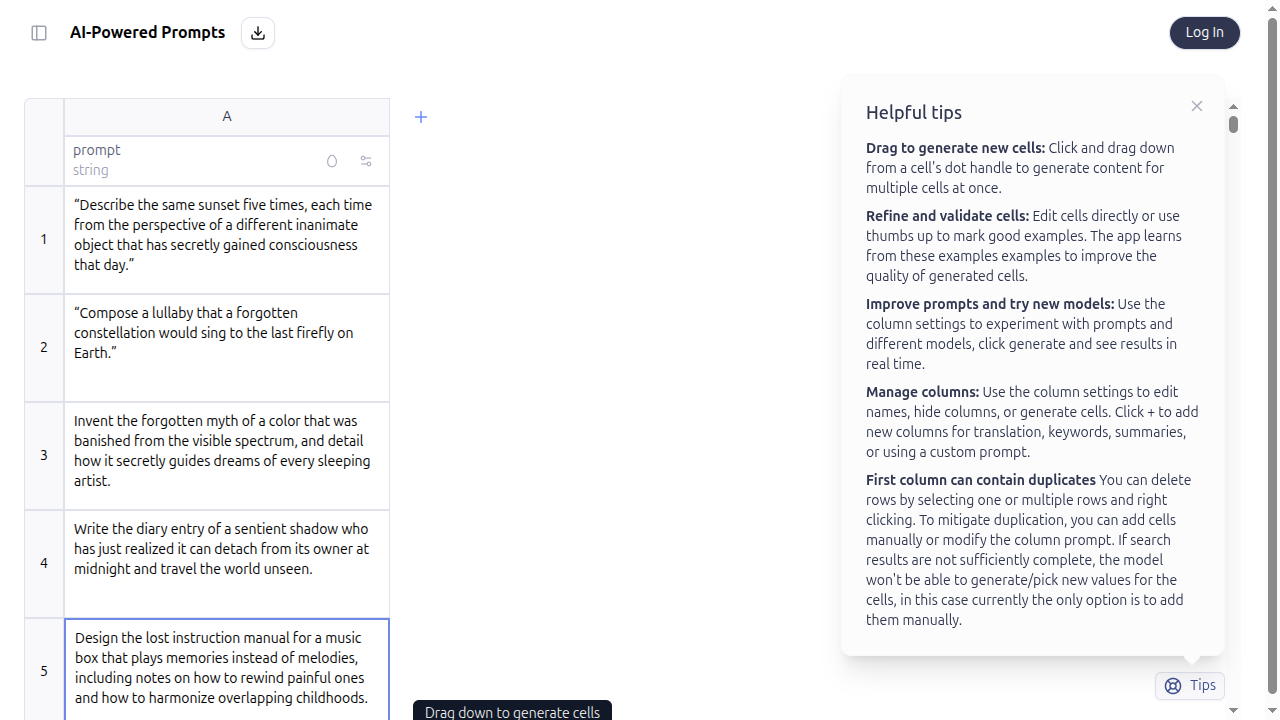 AI-Powered Prompts
Log In
A
prompt
string
1
“Describe the same sunset five times, each time
from the perspective of a different inanimate
object that has secretly gained consciousness
that day.”
2
“Compose a lullaby that a forgotten
constellation would sing to the last firefly on
Earth.”
3
Invent the forgotten myth of a color that was
banished from the visible spectrum, and detail
how it secretly guides dreams of every sleeping
artist.
4
Write the diary entry of a sentient shadow who
has just realized it can detach from its owner at
midnight and travel the world unseen.
5
Design the lost instruction manual for a music
box that plays memories instead of melodies,
including notes on how to rewind painful ones
and how to harmonize overlapping childhoods.
Drag down to generate cells
Helpful tips
Drag to generate new cells: Click and drag down
from a cell's dot handle to generate content for
multiple cells at once.
Refine and validate cells: Edit cells directly or use
thumbs up to mark good examples. The app learns
from these examples examples to improve the
quality of generated cells.
Improve prompts and try new models: Use the
column settings to experiment with prompts and
different models, click generate and see results in
real time.
Manage columns: Use the column settings to edit
names, hide columns, or generate cells. Click + to add
new columns for translation, keywords, summaries,
or using a custom prompt.
First column can contain duplicates You can delete
rows by selecting one or multiple rows and right
clicking. To mitigate duplication, you can add cells
manually or modify the column prompt. If search
results are not sufficiently complete, the model
won't be able to generate/pick new values for the
cells, in this case currently the only option is to add
them manually.
Tips